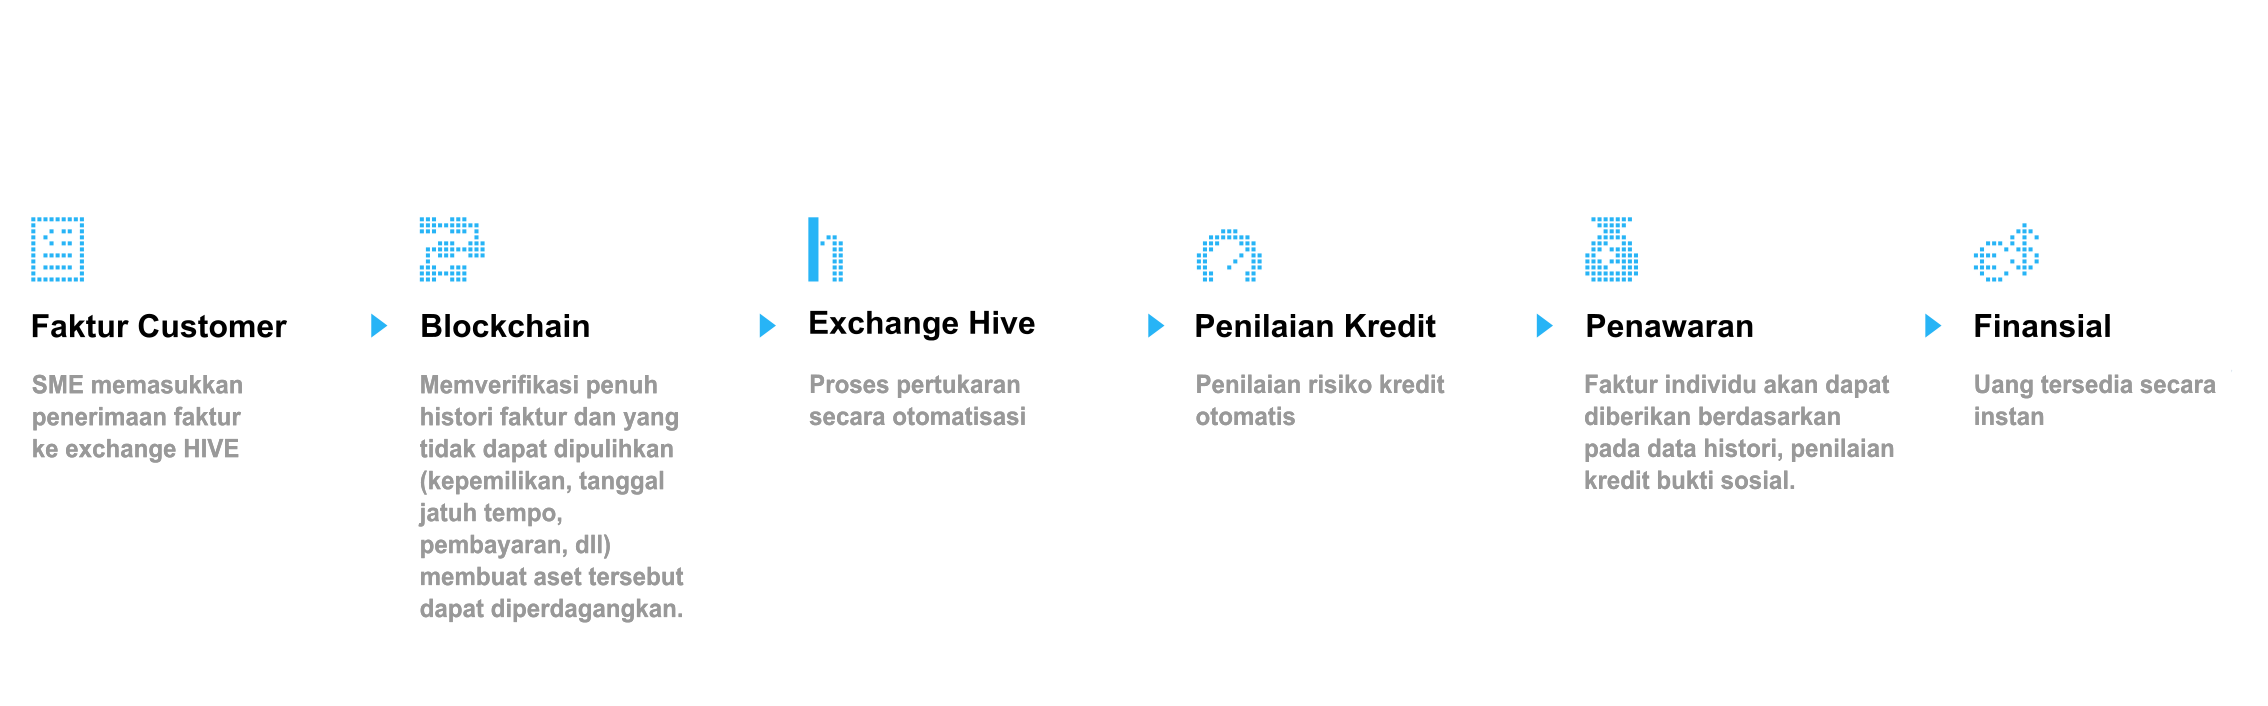 Faktur Customer
SME memasukkan
penerimaan faktur
ke exchange HIVE
Blockchain
Memverifikasi penuh
histori faktur dan yang
tidak dapat dipulihkan
(kepemilikan, tanggal
jatuh tempo,
pembayaran, dll)
membuat aset tersebut
dapat diperdagangkan.
Exchange Hive
Proses pertukaran
secara otomatisasi
Penilaian Kredit
Penilaian risiko kredit
otomatis
Penawaran
Faktur individu akan dapat
diberikan berdasarkan
pada data histori, penilaian
kredit bukti sosial.
Finansial
Uang tersedia secara
instan